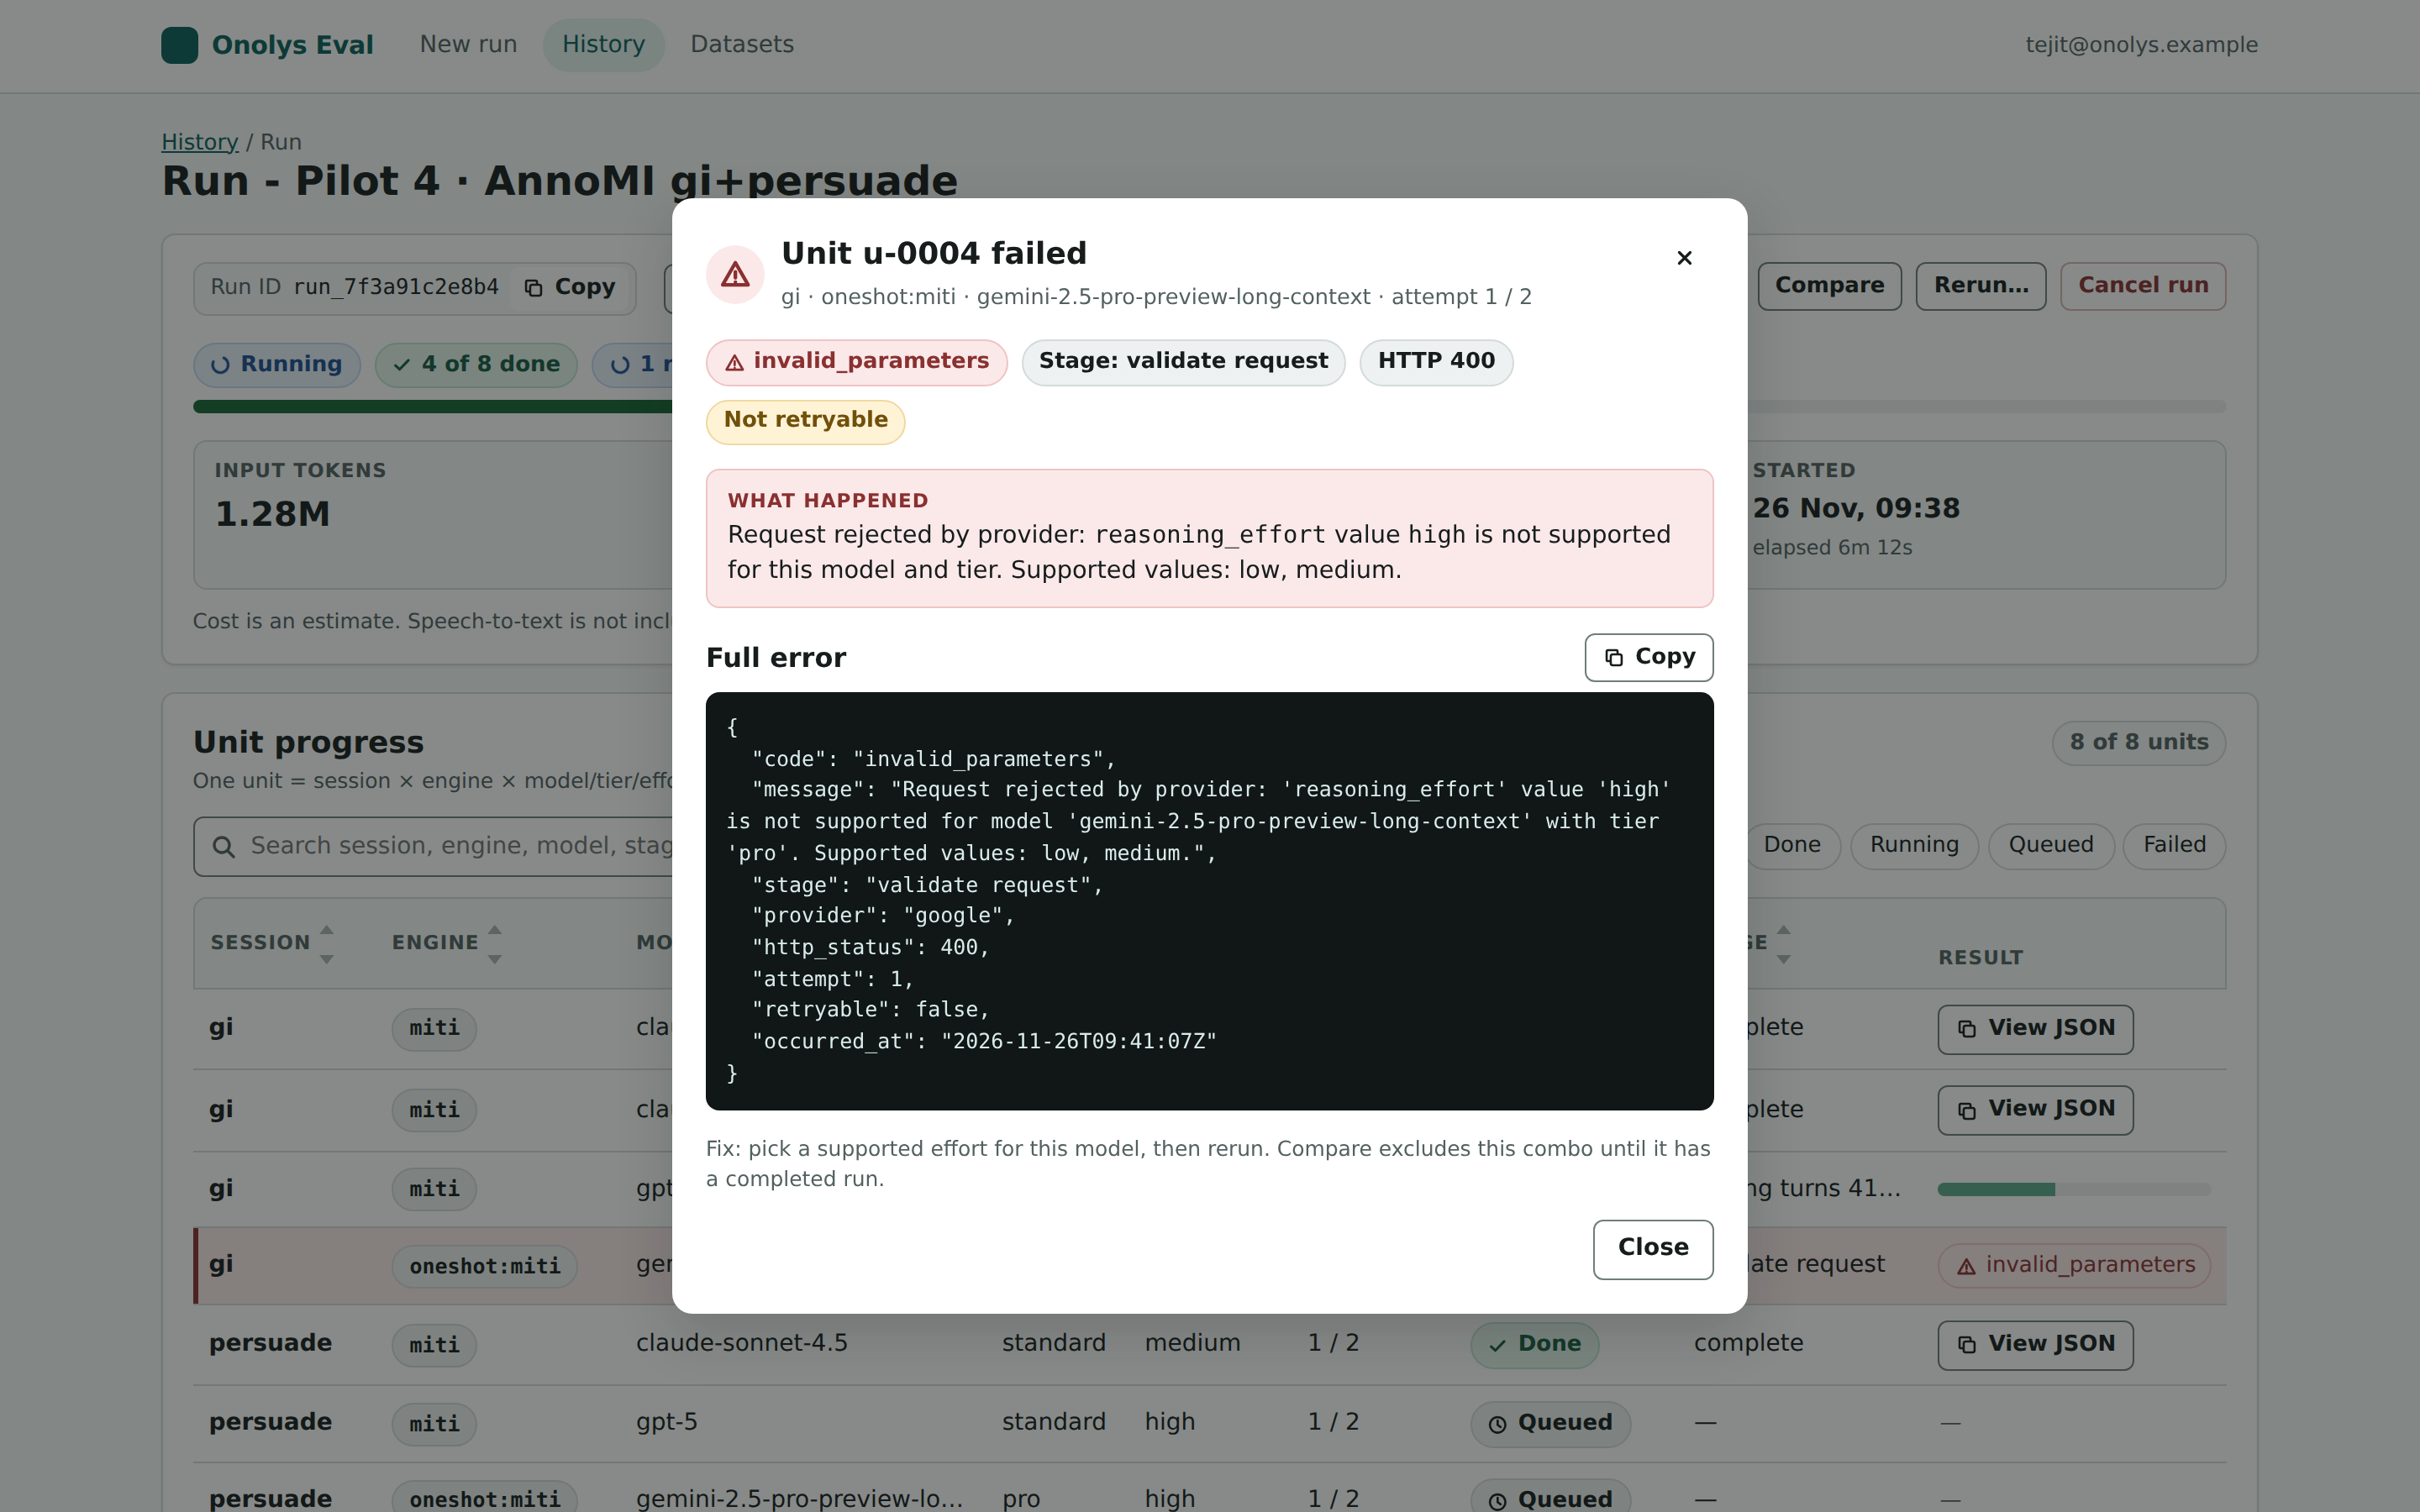 Onolys Eval
New run
History
Datasets
tejit@onolys.example
History / Run
Run - Pilot 4 · AnnoMI gi+persuade
Run ID run_7f3a91c2e8b4
Copy
Compare
Rerun...
Cancel run
Running
4 of 8 done
1
INPUT TOKENS
1.28M
STARTED
26 Nov, 09:38
elapsed 6m 12s
Cost is an estimate. Speech-to-text is not
Unit u-0004 failed
gi · oneshot:miti · gemini-2.5-pro-preview-long-context · attempt 1 / 2
invalid_parameters
Stage: validate request
HTTP 400
Not retryable
WHAT HAPPENED
Request rejected by provider: reasoning_effort value high is not supported
for this model and tier. Supported values: low, medium.
Full error
Copy
{
"code": "invalid_parameters",
"message": "Request rejected by provider: 'reasoning_effort' value 'high'
is not supported for model 'gemini-2.5-pro-preview-long-context' with tier
'pro'. Supported values: low, medium.",
"stage": "validate request",
"provider": "google",
"http_status": 400,
"attempt": 1,
"retryable": false,
"occurred_at": "2026-11-26T09:41:07Z"
}
Fix: pick a supported effort for this model, then rerun. Compare excludes this combo until it has
a completed run.
Close
Unit progress
One unit = session × engine × model/tier/
8 of 8 units
Search session, engine, model,
Done
Running
Queued
Failed
SESSION
ENGINE
RESULT
gi miti View JSON
gi miti View JSON
gi miti turns 41…
gi oneshot:miti request invalid_parameters
persuade miti claude-sonnet-4.5 standard medium 1 / 2 Done complete View JSON
persuade miti gpt-5 standard high 1 / 2 Queued — —
persuade oneshot:miti gemini-2.5-pro-preview-lo… pro high 1 / 2 Queued — —